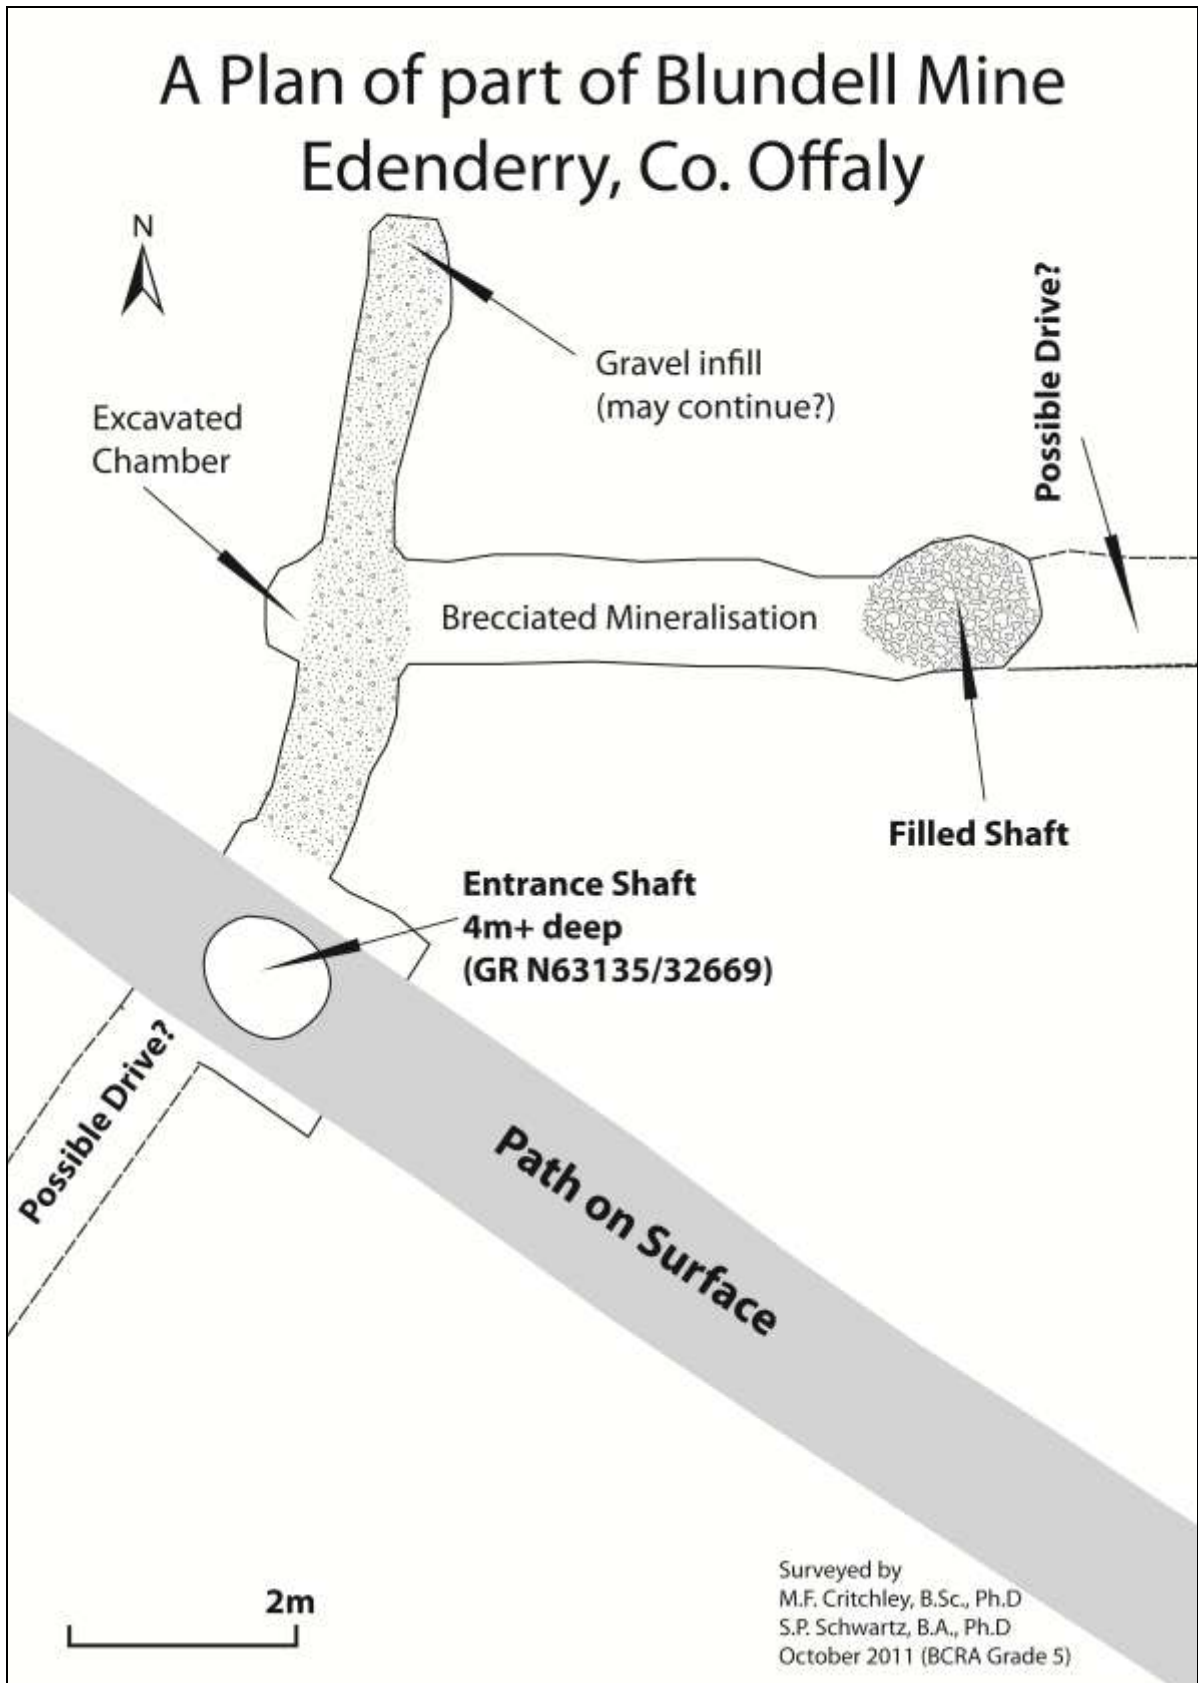 A Plan of part of Blundell Mine
Edenderry, Co. Offaly
N
Gravel infill
(may continue?)
Possible Drive?
Excavated
Chamber
Brecciated Mineralisation
Filled Shaft
Entrance Shaft
4m+ deep
(GR N63135/32669)
Possible Drive?
Path on Surface
2m
Surveyed by
M.F. Critchley, B.Sc., Ph.D
S.P. Schwartz, B.A., Ph.D
October 2011 (BCRA Grade 5)